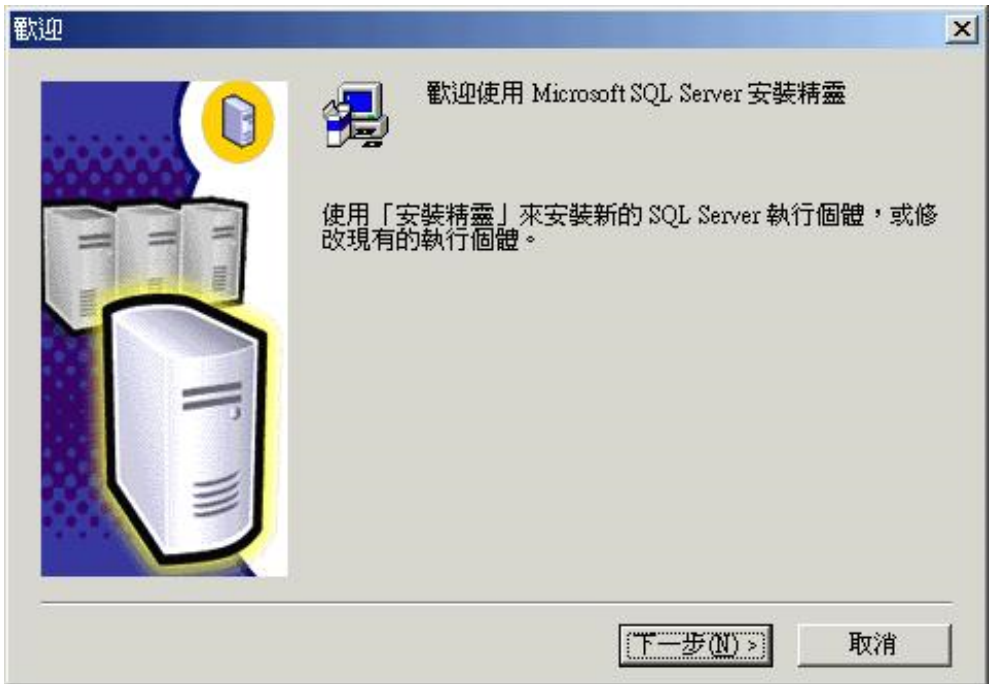 歡迎
歡迎使用 Microsoft SQL Server 安裝精靈
使用「安裝精靈」來安裝新的 SQL Server 執行個體，或修
改現有的執行個體。
下一步(N) >
取消